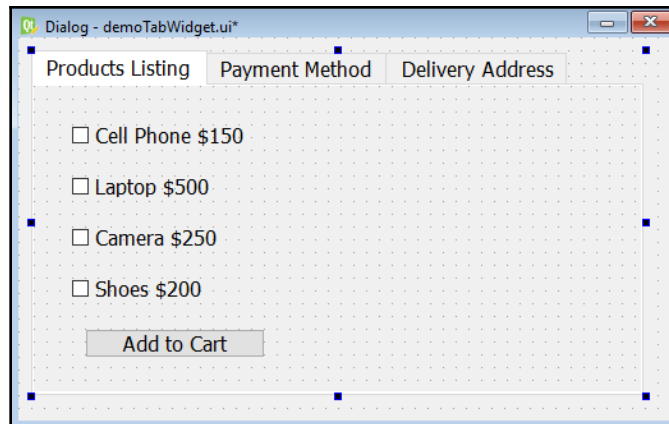 Dialog - demoTabWidget.ui*
Products Listing Payment Method Delivery Address
Cell Phone $150
Laptop $500
Camera $250
Shoes $200
Add to Cart